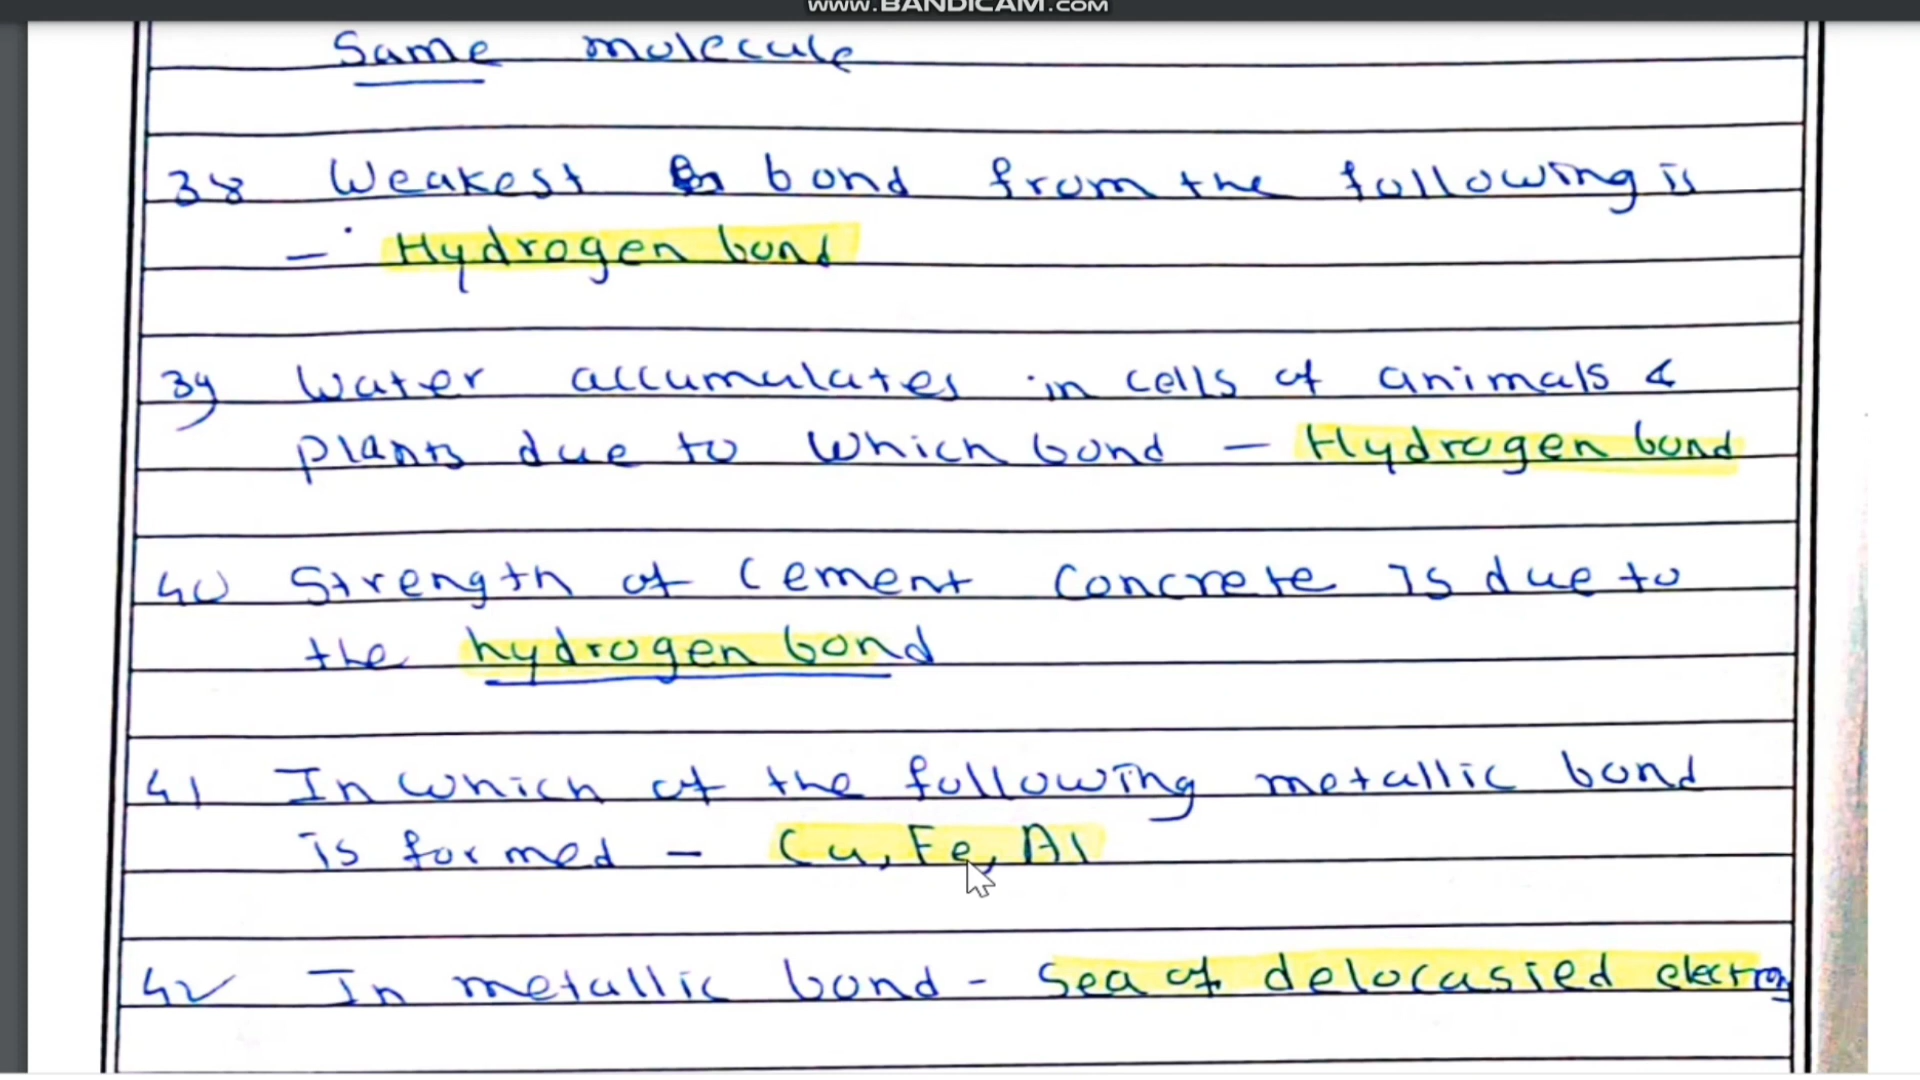 WWW.BANDICAM.COM
Same molecule
38 Weakest bond from the following is
- Hydrogen bond
39 Water accumulates in cells of animals &
plants due to which bond - Hydrogen bond
40 Strength of cement concrete is due to
the hydrogen bond
41 In which of the following metallic bond
is formed - Cu, Fe, Al
42 In metallic bond - Sea of delocasied electron